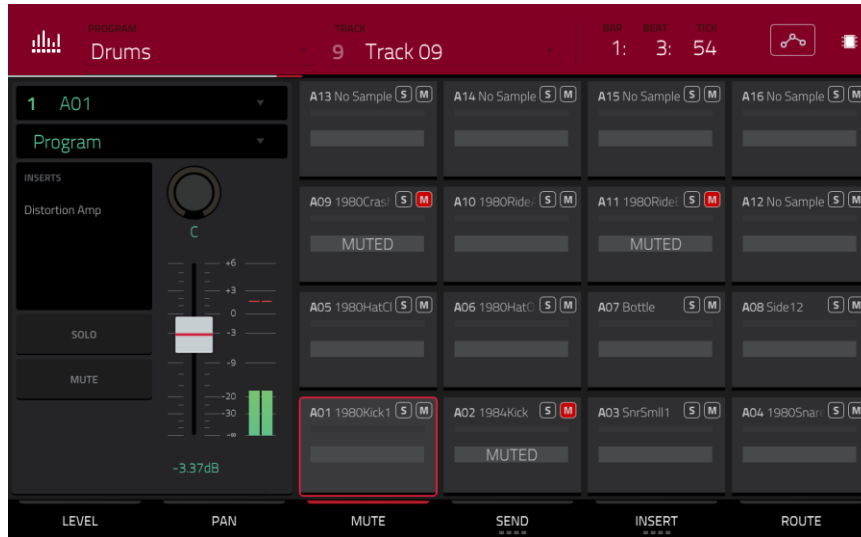 PROGRAM TRACK BAR BEAT TICK
Drums 9 Track 09 1: 3: 54
1 A01
Program
INSERTS
Distortion Amp
C
+6
+3
0
-3
-9
-20
-30
-∞
SOLO
MUTE
-3.37dB
A13 No Sample S M A14 No Sample S M A15 No Sample S M A16 No Sample S M
A09 1980Cras S M A10 1980Ride S M A11 1980Ride S M A12 No Sample S M
MUTED MUTED
A05 1980HatCl S M A06 1980Hat S M A07 Bottle S M A08 Side12 S M
A01 1980Kick1 S M A02 1984Kick S M A03 SnrSmll1 S M A04 1980Snar S M
MUTED
LEVEL PAN MUTE SEND INSERT ROUTE